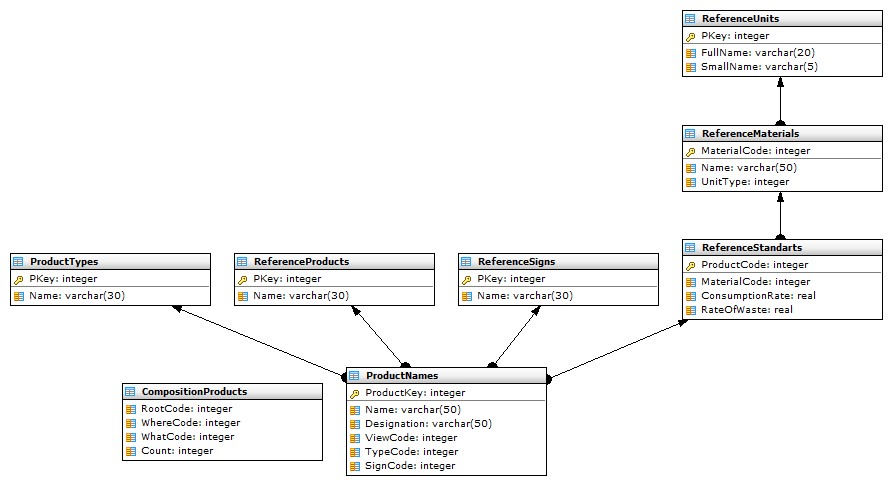 ReferenceUnits
PKey: integer
FullName: varchar(20)
SmallName: varchar(5)
ReferenceMaterials
MaterialCode: integer
Name: varchar(50)
UnitType: integer
ReferenceStandarts
ProductCode: integer
MaterialCode: integer
ConsumptionRate: real
RateOfWaste: real
ProductTypes
PKey: integer
Name: varchar(30)
ReferenceProducts
PKey: integer
Name: varchar(30)
ReferenceSigns
PKey: integer
Name: varchar(30)
CompositionProducts
RootCode: integer
WhereCode: integer
WhatCode: integer
Count: integer
ProductNames
ProductKey: integer
Name: varchar(50)
Designation: varchar(50)
ViewCode: integer
TypeCode: integer
SignCode: integer